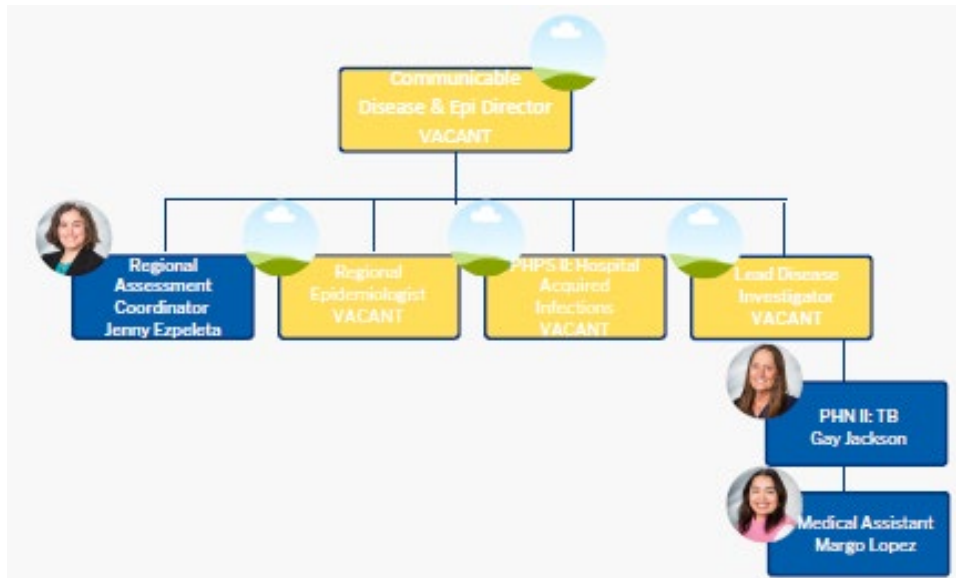 Communicable
Disease & Epi Director
VACANT
Regional
Assessment
Coordinator
Jenny Ezpeleta
Regional
Epidemiologist
VACANT
PHPS II: Hospital
Acquired
Infections
VACANT
Lead Disease
Investigator
VACANT
PHN II: TB
Gay Jackson
Medical Assistant
Margo Lopez